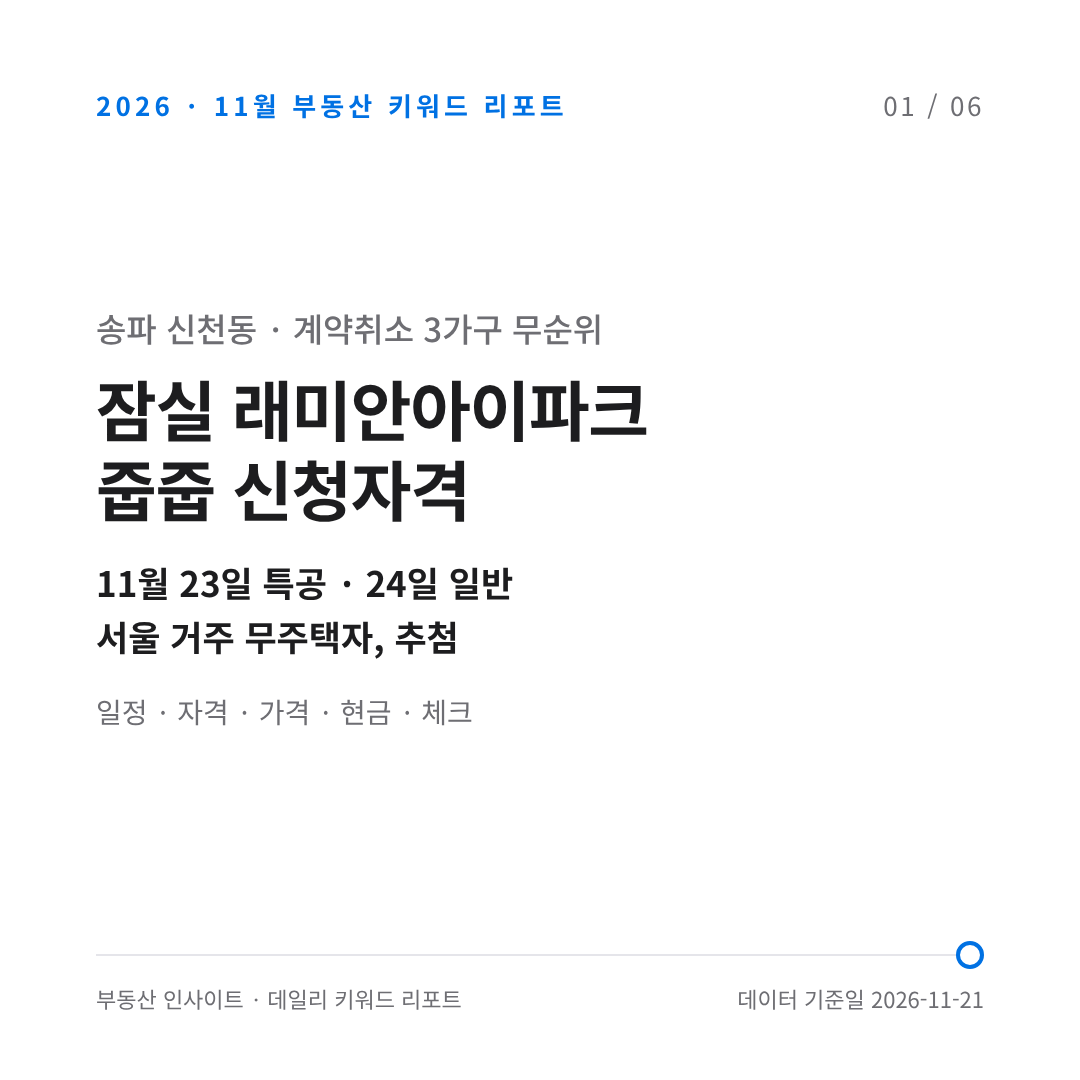 2026 · 11월 부동산 키워드 리포트
01 / 06
송파 신천동 · 계약취소 3가구 무순위
잠실 래미안아이파크
줍줍 신청자격
11월 23일 특공 · 24일 일반
서울 거주 무주택자, 추첨
일정 · 자격 · 가격 · 현금 · 체크
부동산 인사이트 · 데일리 키워드 리포트
데이터 기준일 2026-11-21